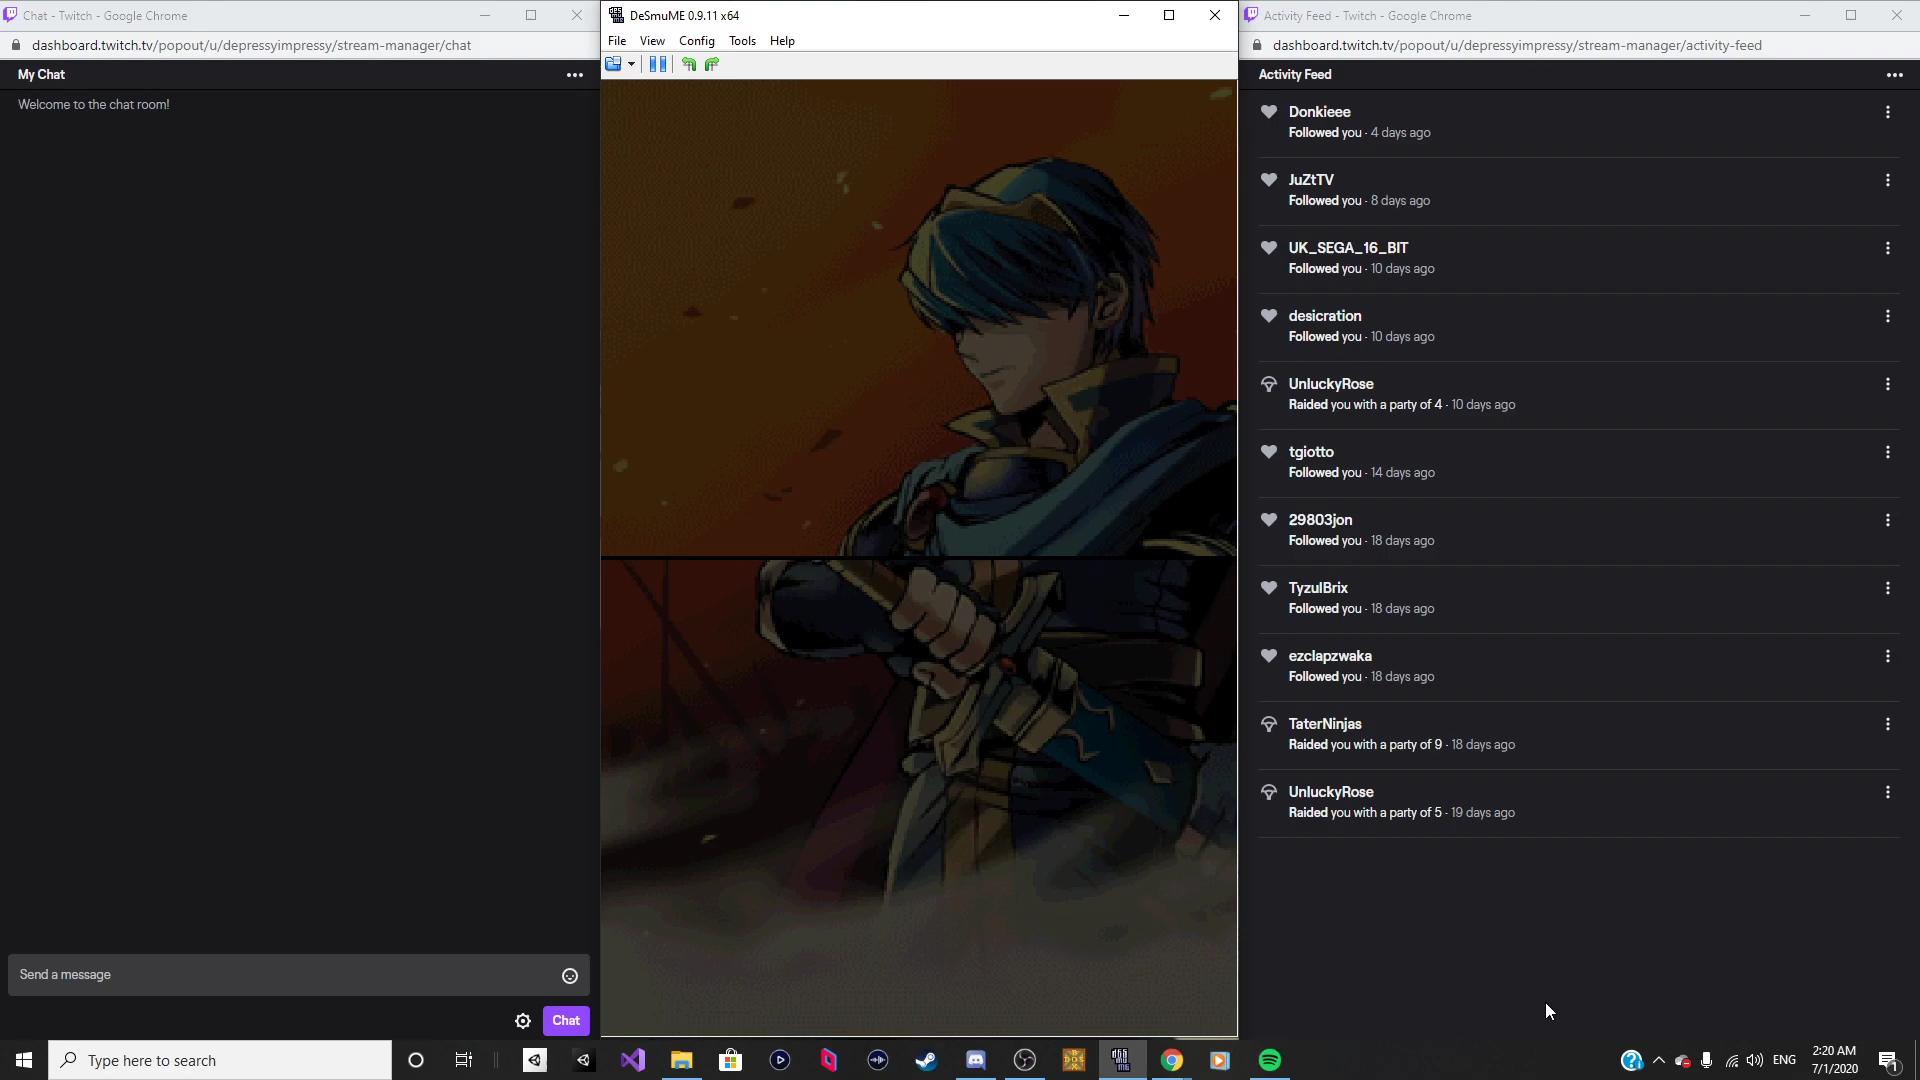 Chat - Twitch - Google Chrome
dashboard.twitch.tv/popout/u/depressyimpressy/stream-manager/chat
My Chat
Welcome to the chat room!
Send a message
Chat
DeSmuME 0.9.11 x64
File View Config Tools Help
Activity Feed - Twitch - Google Chrome
dashboard.twitch.tv/popout/u/depressyimpressy/stream-manager/activity-feed
Activity Feed
Donkieee
Followed you · 4 days ago
JuZtTV
Followed you · 8 days ago
UK_SEGA_16_BIT
Followed you · 10 days ago
desicration
Followed you · 10 days ago
UnluckyRose
Raided you with a party of 4 · 10 days ago
tgiotto
Followed you · 14 days ago
29803jon
Followed you · 18 days ago
TyzulBrix
Followed you · 18 days ago
ezclapzwaka
Followed you · 18 days ago
TaterNinjas
Raided you with a party of 9 · 18 days ago
UnluckyRose
Raided you with a party of 5 · 19 days ago
Type here to search
ENG
2:20 AM
7/1/2020
1